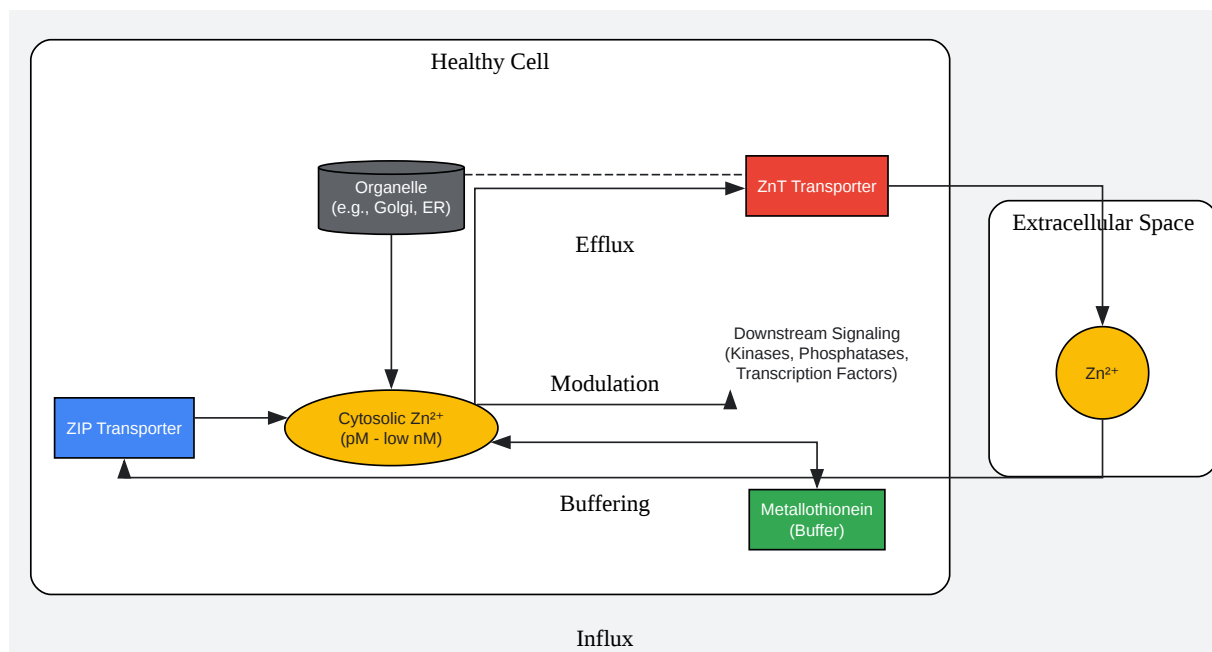 Healthy Cell
Organelle
(e.g., Golgi, ER)
ZnT Transporter
Extracellular Space
Efflux
Downstream Signaling
(Kinases, Phosphatases,
Transcription Factors)
Zn²⁺
Modulation
ZIP Transporter
Cytosolic Zn²⁺
(pM - low nM)
Buffering
Metallothionein
(Buffer)
Influx